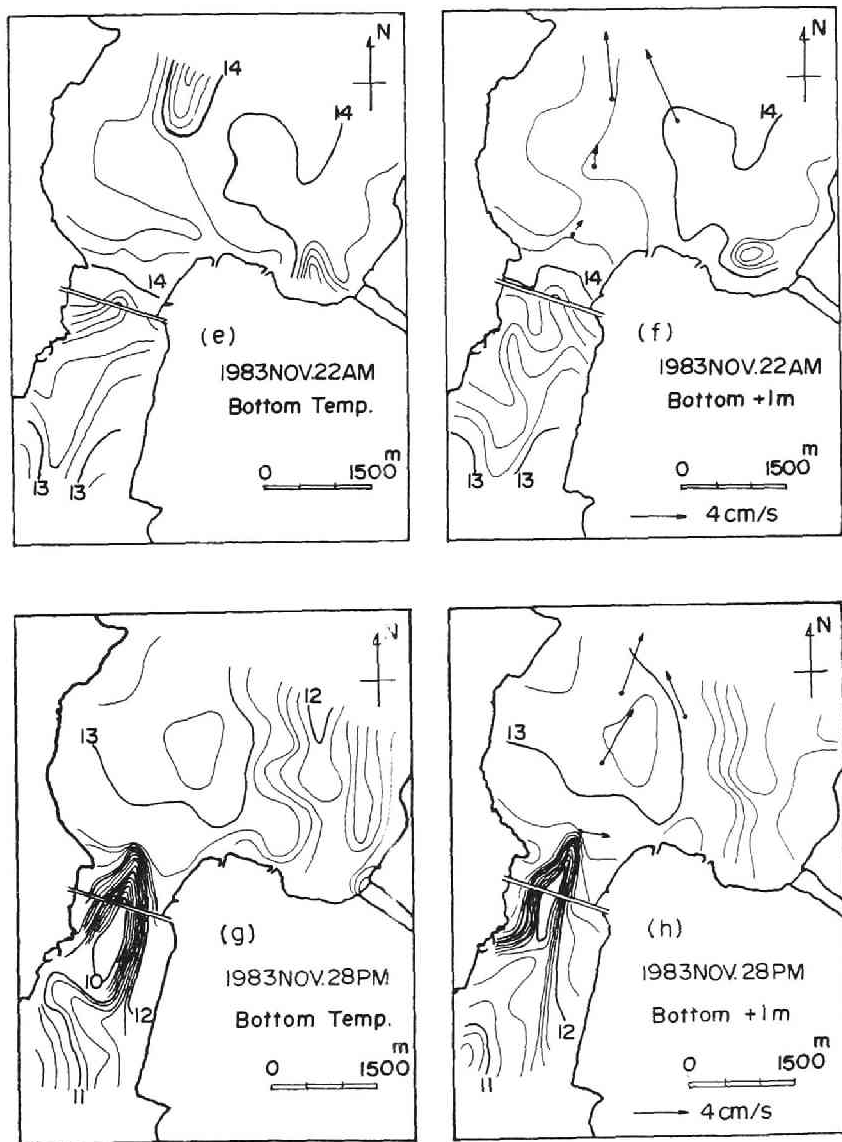 N
14
14
14
(e)
1983NOV.22AM
Bottom Temp.
m
0 1500
13 13
N
14
14
(f)
1983NOV.22AM
Bottom +1m
m
0 1500
13 13
4cm/s
N
12
13
(g)
10
1983NOV.28PM
12
Bottom Temp.
m
0 1500
11
N
13
(h)
1983NOV.28PM
12
Bottom +1m
m
0 1500
11
4cm/s